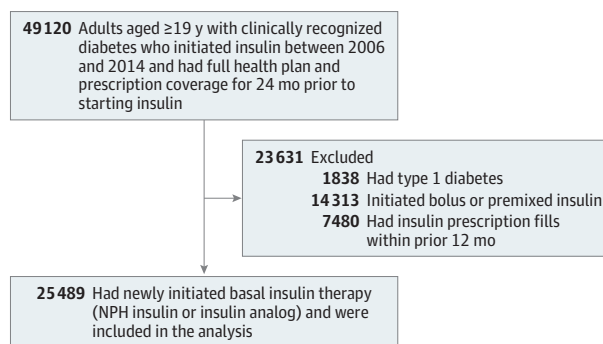 49120 Adults aged ≥19 y with clinically recognized
diabetes who initiated insulin between 2006
and 2014 and had full health plan and
prescription coverage for 24 mo prior to
starting insulin
23631 Excluded
1838 Had type 1 diabetes
14313 Initiated bolus or premixed insulin
7480 Had insulin prescription fills
within prior 12 mo
25489 Had newly initiated basal insulin therapy
(NPH insulin or insulin analog) and were
included in the analysis